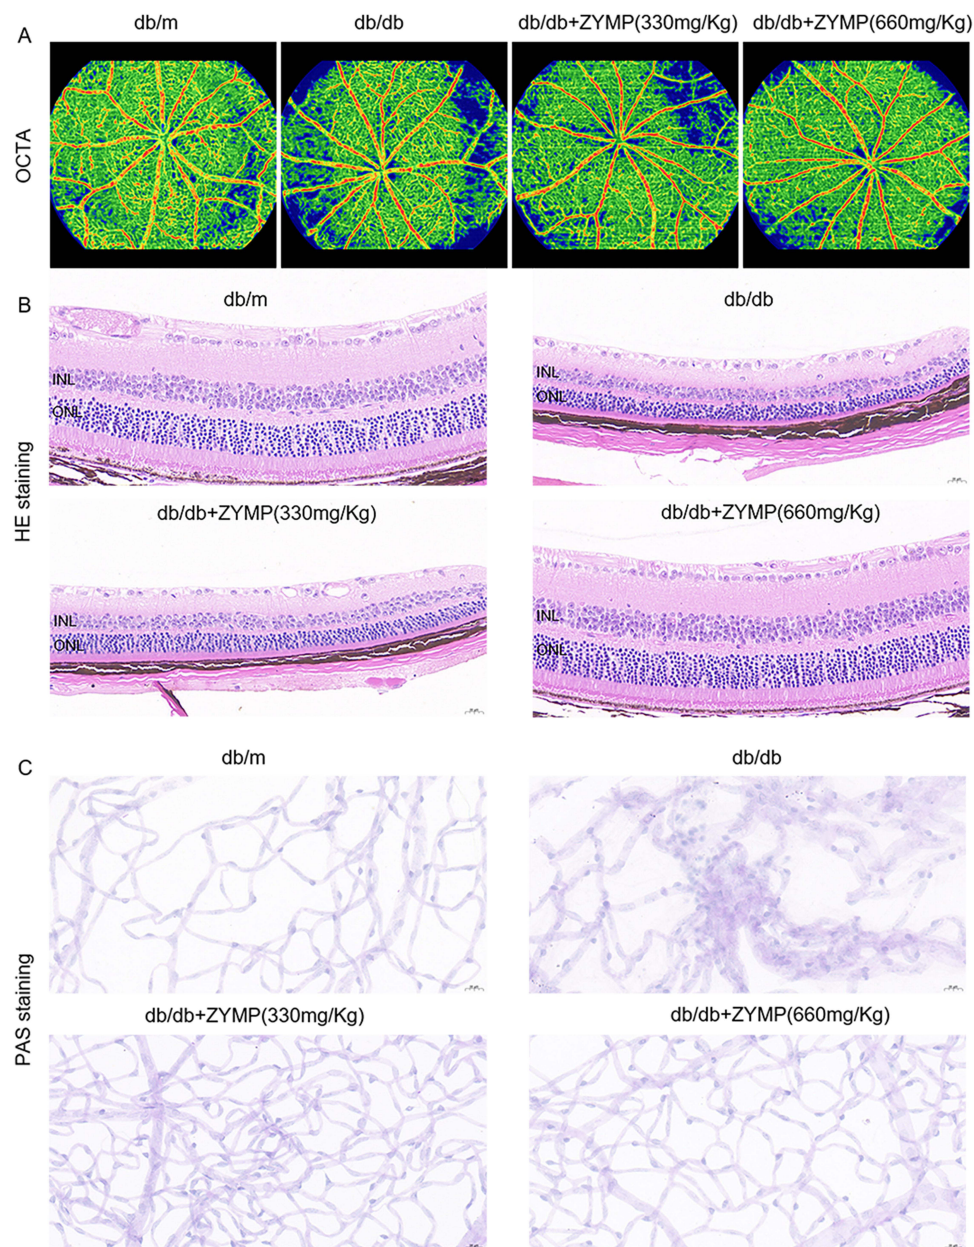 A
db/m
db/db
db/db+ZYMP(330mg/Kg)
db/db+ZYMP(660mg/Kg)
OCTA
B
db/m
db/db
INL
ONL
INL
ONL
HE staining
db/db+ZYMP(330mg/Kg)
db/db+ZYMP(660mg/Kg)
INL
ONL
INL
ONL
C
db/m
db/db
PAS staining
db/db+ZYMP(330mg/Kg)
db/db+ZYMP(660mg/Kg)